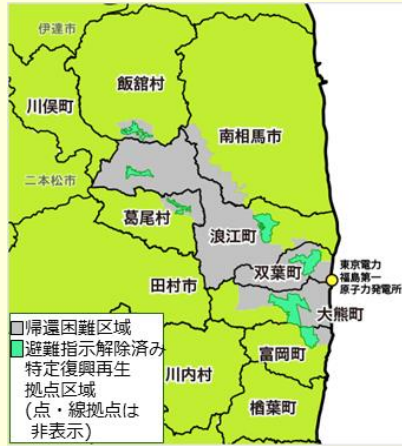 伊達市
飯舘村
川俣町
南相馬市
二本松市
葛尾村
浪江町
双葉町
東京電力
福島第一
原子力発電所
田村市
大熊町
帰還困難区域
避難指示解除済み
特定復興再生
拠点区域
(点・線拠点は
非表示)
富岡町
川内村
楢葉町